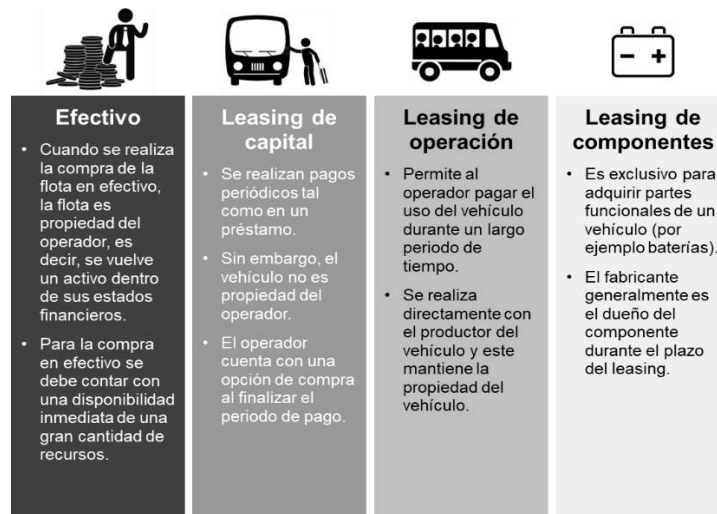 Efectivo
• Cuando se realiza
la compra de la
flota en efectivo,
la flota es
propiedad del
operador, es
decir, se vuelve
un activo dentro
de sus estados
financieros.
• Para la compra
en efectivo se
debe contar con
una disponibilidad
inmediata de una
gran cantidad de
recursos.
Leasing de
capital
• Se realizan pagos
periódicos tal
como en un
préstamo.
• Sin embargo, el
vehículo no es
propiedad del
operador.
• El operador
cuenta con una
opción de compra
al finalizar el
periodo de pago.
Leasing de
operación
• Permite al
operador pagar el
uso del vehículo
durante un largo
periodo de
tiempo.
• Se realiza
directamente con
el productor del
vehículo y este
mantiene la
propiedad del
vehículo.
Leasing de
componentes
• Es exclusivo para
adquirir partes
funcionales de un
vehículo (por
ejemplo baterías).
• El fabricante
generalmente es
el dueño del
componente
durante el plazo
del leasing.